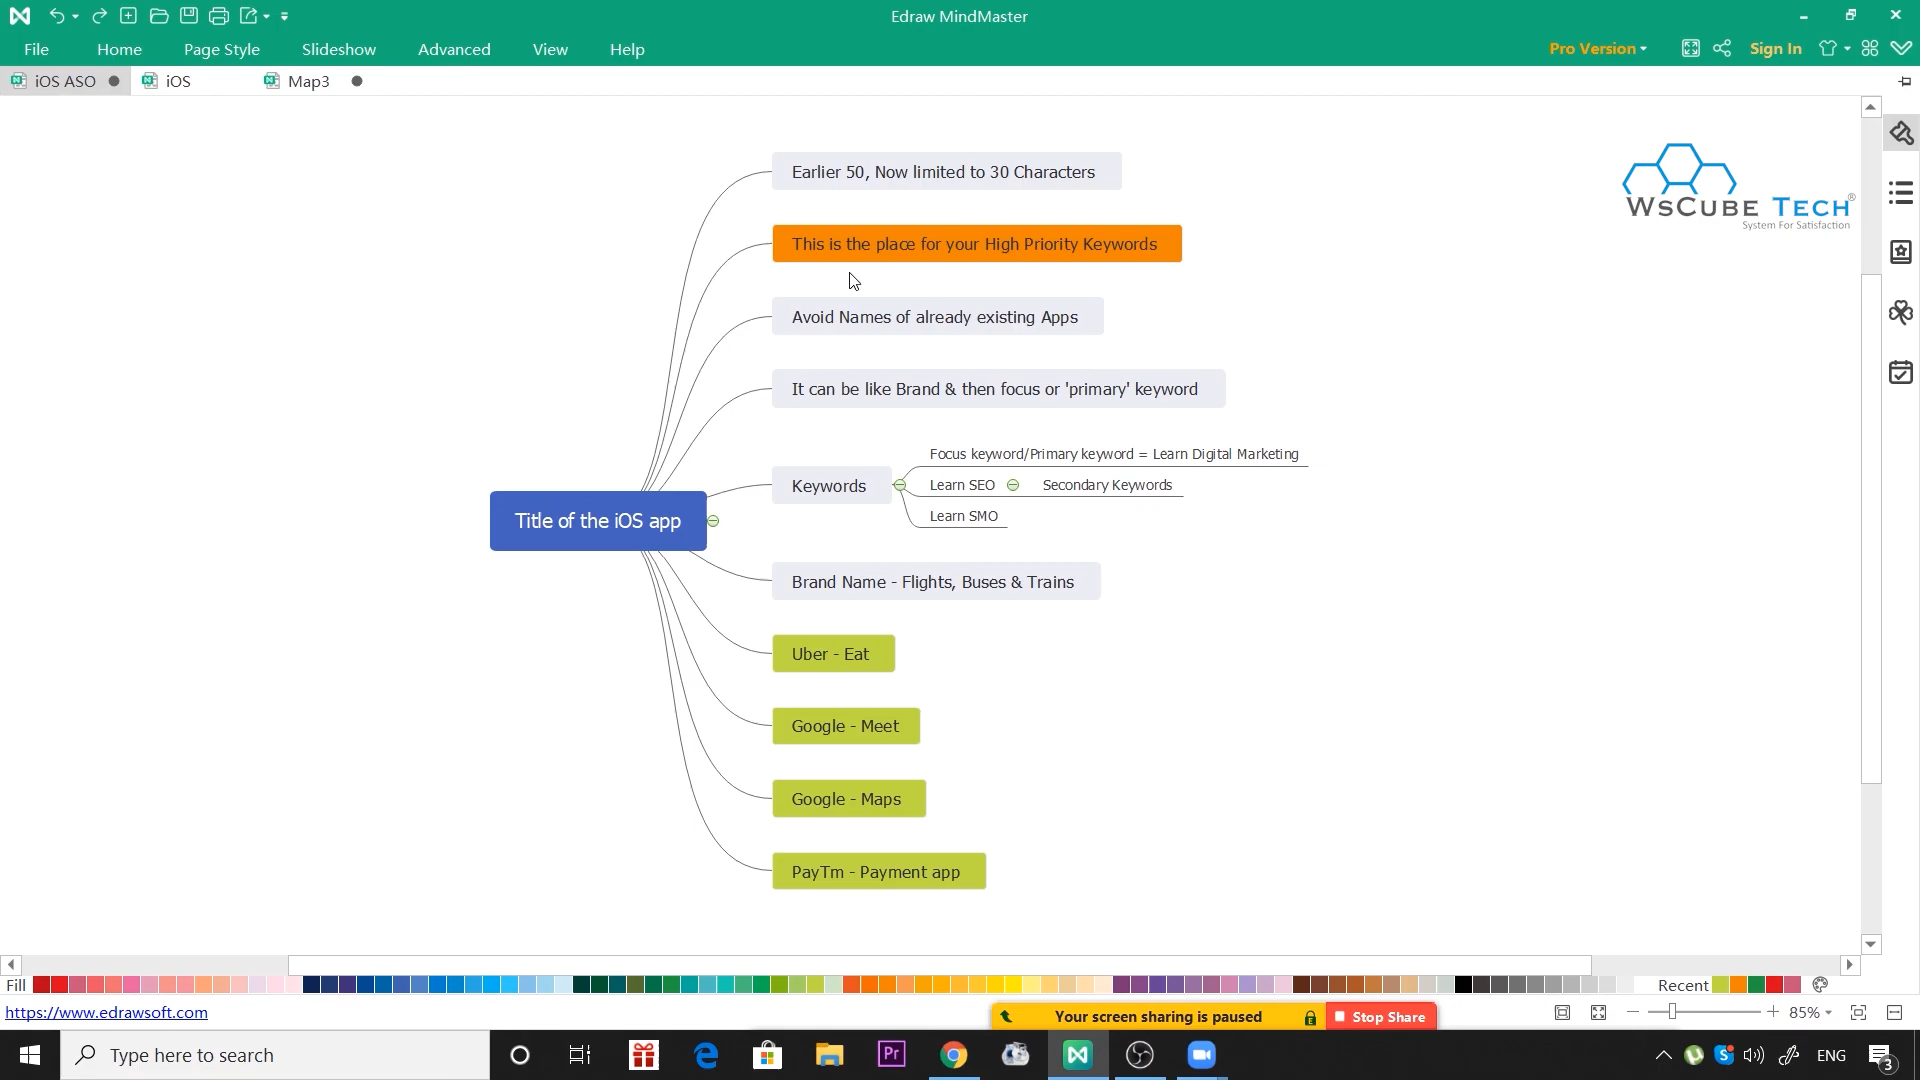 Edraw MindMaster
File Home Page Style Slideshow Advanced View Help Pro Version Sign In
iOS ASO iOS Map3
Earlier 50, Now limited to 30 Characters
WSCUBE TECH®
System For Satisfaction
This is the place for your High Priority Keywords
Avoid Names of already existing Apps
It can be like Brand & then focus or 'primary' keyword
Focus keyword/Primary keyword = Learn Digital Marketing
Keywords
Learn SEO
Secondary Keywords
Learn SMO
Title of the iOS app
Brand Name - Flights, Buses & Trains
Uber - Eat
Google - Meet
Google - Maps
PayTm - Payment app
Fill Recent
https://www.edrawsoft.com
Your screen sharing is paused Stop Share
85%
Type here to search
Pr
ENG
3